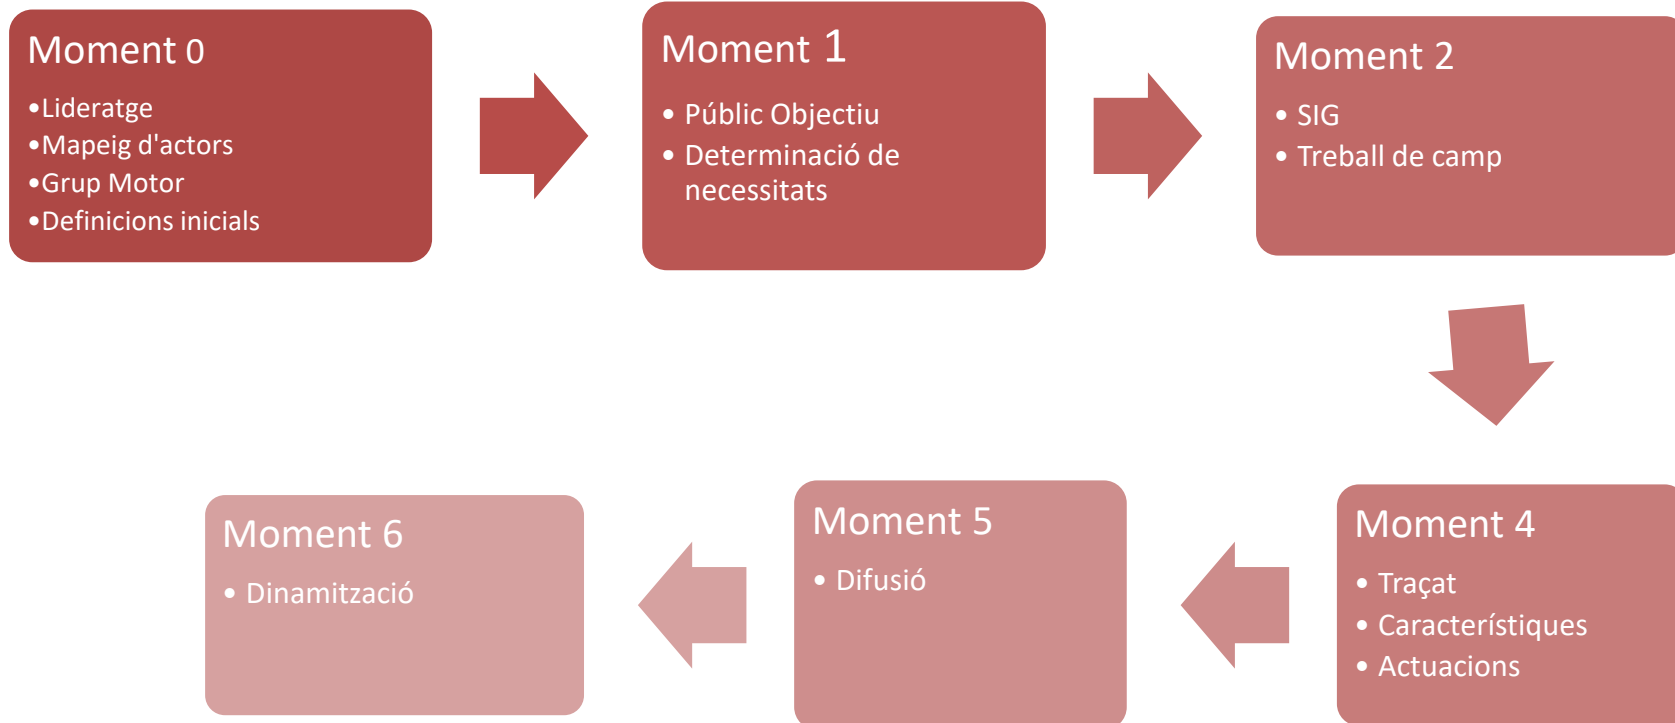 Moment 0
•Lideratge
•Mapeig d'actors
•Grup Motor
•Definicions inicials
Moment 1
• Públic Objectiu
• Determinació de
necessitats
Moment 2
• SIG
• Treball de camp
Moment 4
• Traçat
• Característiques
• Actuacions
Moment 5
• Difusió
Moment 6
• Dinamització